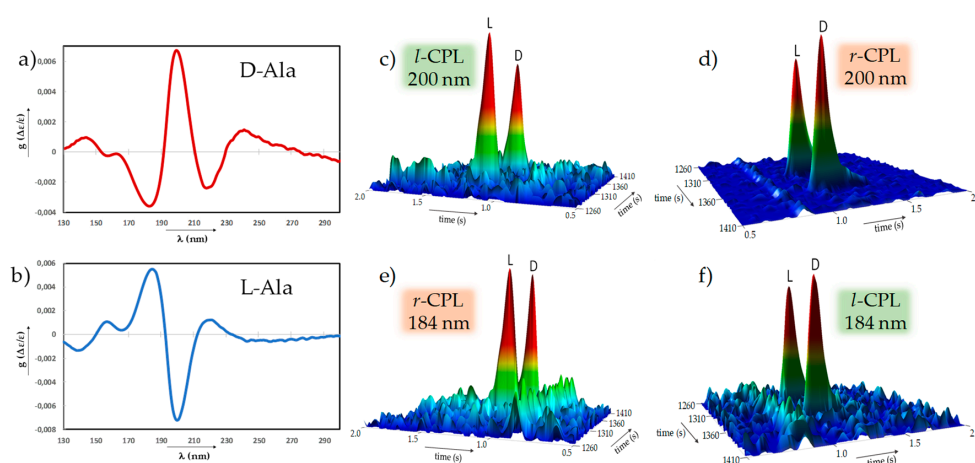 a)
D-Ala
g (Δε/ε)
0,006
0,004
0,002
0
-0,002
-0,004
130 150 170 190 210 230 250 270 290
λ (nm)
b)
L-Ala
g (Δε/ε)
0,006
0,004
0,002
0
-0,002
-0,004
-0,006
-0,008
130 150 170 190 210 230 250 270 290
λ (nm)
c)
l-CPL
200 nm
L
D
2.0
1.5
1.0
0.5
time (s)
1410
1360
1310
1260
time (s)
d)
r-CPL
200 nm
L
D
1260
1310
1360
1410
time (s)
0.5
1.0
1.5
time (s)
e)
r-CPL
184 nm
L
D
2.0
1.5
1.0
0.5
time (s)
1410
1360
1310
1260
time (s)
f)
l-CPL
184 nm
L
D
1260
1310
1360
1410
time (s)
0.5
1.0
1.5
time (s)